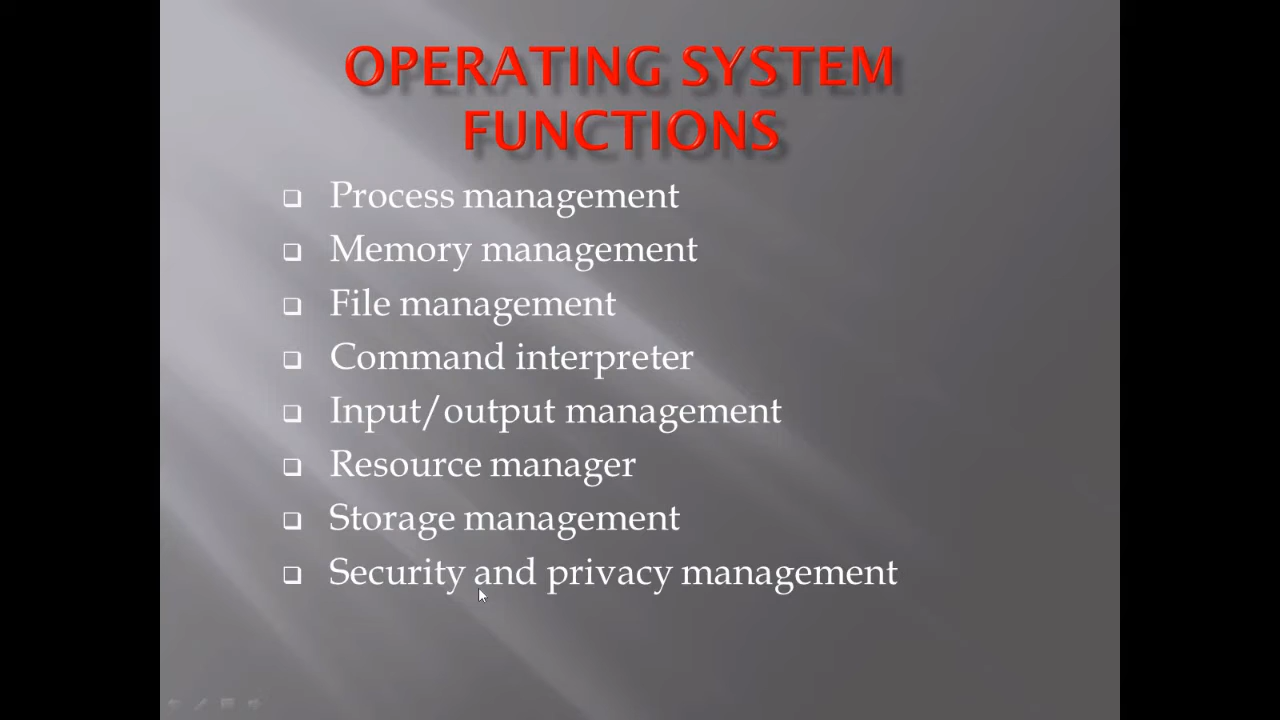 OPERATING SYSTEM
FUNCTIONS
Process management
Memory management
File management
Command interpreter
Input/output management
Resource manager
Storage management
Security and privacy management